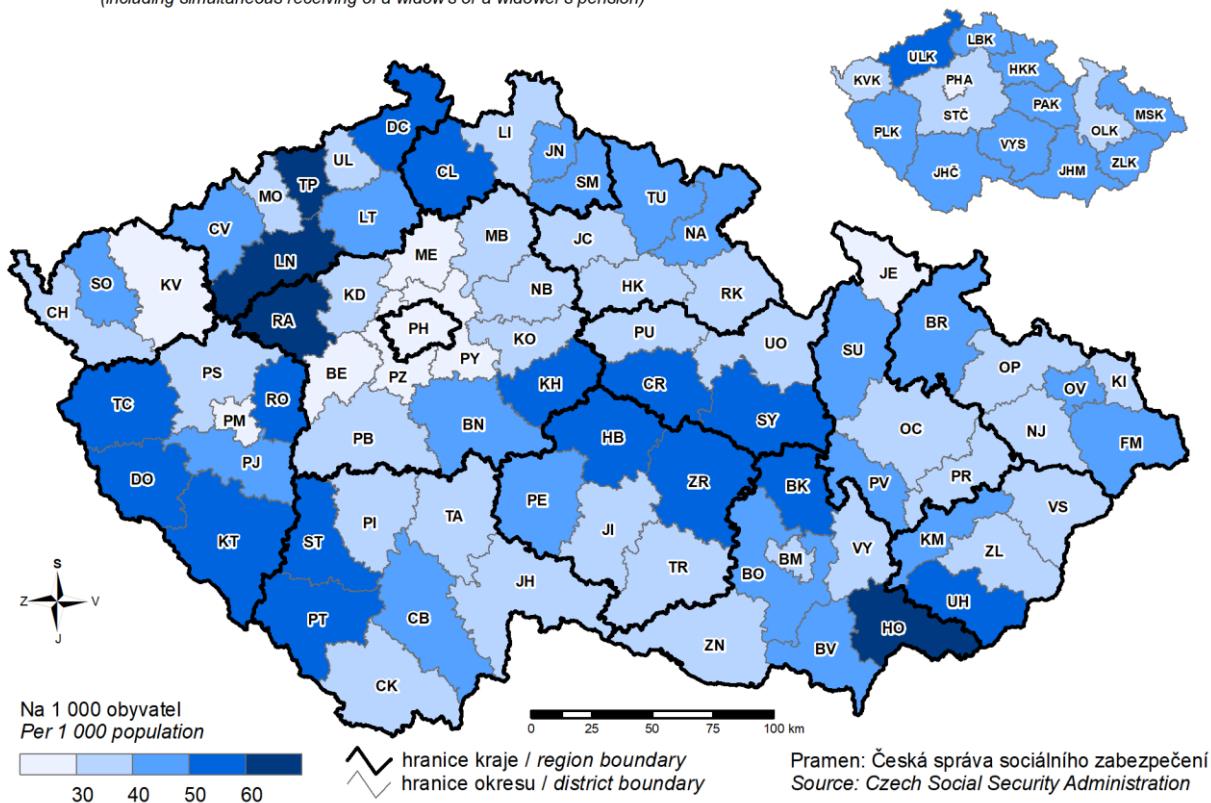 (including simultaneous receiving of a widow's or a widower's pension)
LBK
ULK
HKK
KVK
PHA
STČ
PAK
MSK
OLK
PLK
VYS
ZLK
JHČ
JHM
DC
LI
UL
JN
CL
TP
SM
MO
TU
LT
CV
MB
JC
NA
ME
LN
JE
SO
KV
KD
NB
HK
RK
CH
RA
BR
PH
KO
PU
UO
SU
PY
OP
PS
BE
PZ
KH
CR
OV
KI
TC
RO
PM
SY
BN
OC
NJ
PB
HB
FM
PJ
DO
PR
ZR
BK
PV
PE
VS
TA
PI
JI
KT
ST
KM
VY
ZL
BM
TR
BO
JH
UH
PT
CB
HO
ZN
BV
CK
S
Z V
J
Na 1 000 obyvatel
Per 1 000 population
30 40 50 60
0 25 50 75 100 km
hranice kraje / region boundary
hranice okresu / district boundary
Pramen: Česká správa sociálního zabezpečení
Source: Czech Social Security Administration